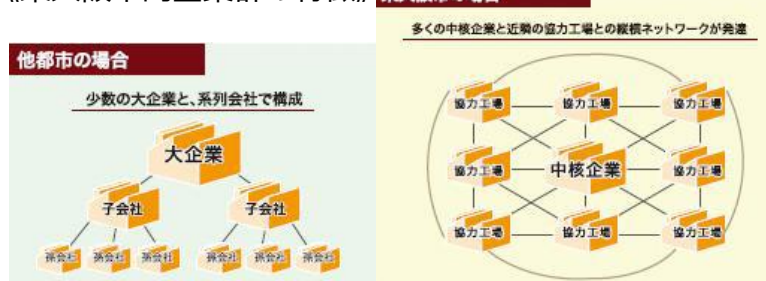 他都市の場合
少数の大企業と、系列会社で構成
大企業
子会社 子会社
孫会社 孫会社 孫会社 孫会社 孫会社 孫会社
多くの中核企業と近隣の協力工場との縦横ネットワークが発達
協力工場 協力工場 協力工場
協力工場 中核企業 協力工場
協力工場 協力工場 協力工場